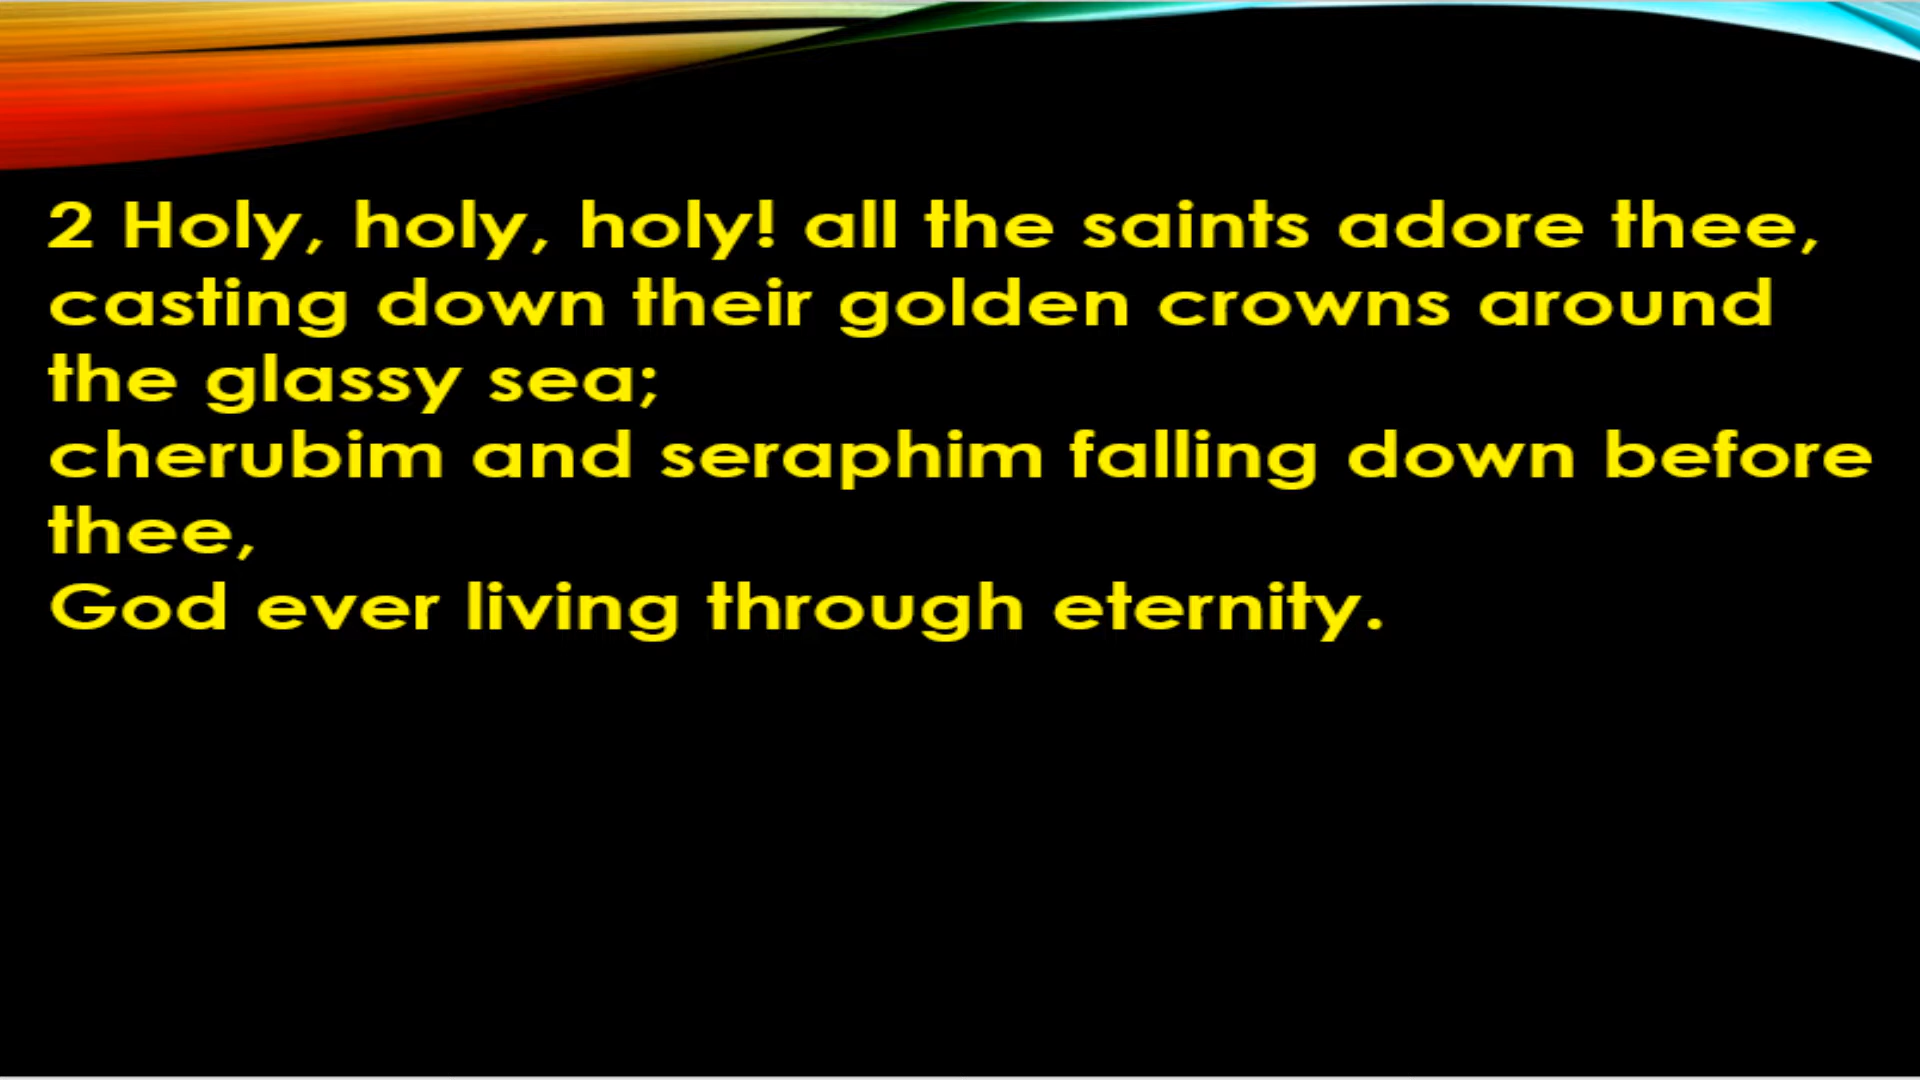 2 Holy, holy, holy! all the saints adore thee,
casting down their golden crowns around
the glassy sea;
cherubim and seraphim falling down before
thee,
God ever living through eternity.